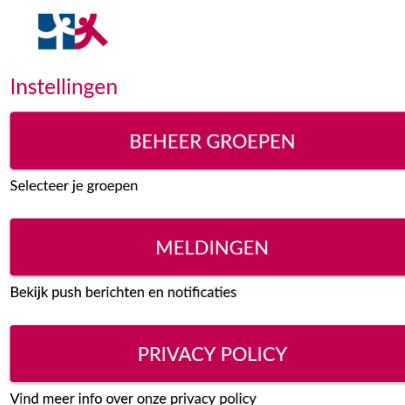 Instellingen
BEHEER GROEPEN
Selecteer je groepen
MELDINGEN
Bekijk push berichten en notificaties
PRIVACY POLICY
Vind meer info over onze privacy policy